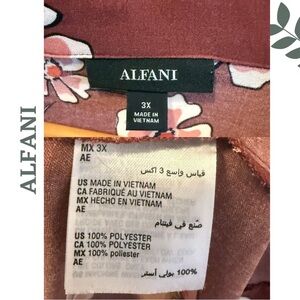 ALFANI
ALFANI
3X
MADE IN
VIETNAM
MX 3X
AE
قياس واسع 3 اكس
US MADE IN VIETNAM
CA FABRIQUÉ AU VIETNAM
MX HECHO EN VIETNAM
AE
صُنع في فيتنام
US 100% POLYESTER
CA 100% POLYESTER
MX 100% poliester
AE
100% بولي أستر